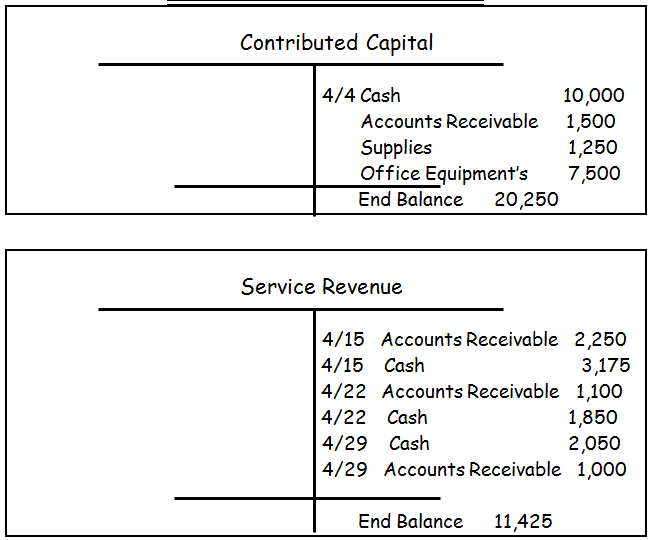 Contributed Capital
4/4 Cash 10,000
Accounts Receivable 1,500
Supplies 1,250
Office Equipment's 7,500
End Balance 20,250
Service Revenue
4/15 Accounts Receivable 2,250
4/15 Cash 3,175
4/22 Accounts Receivable 1,100
4/22 Cash 1,850
4/29 Cash 2,050
4/29 Accounts Receivable 1,000
End Balance 11,425